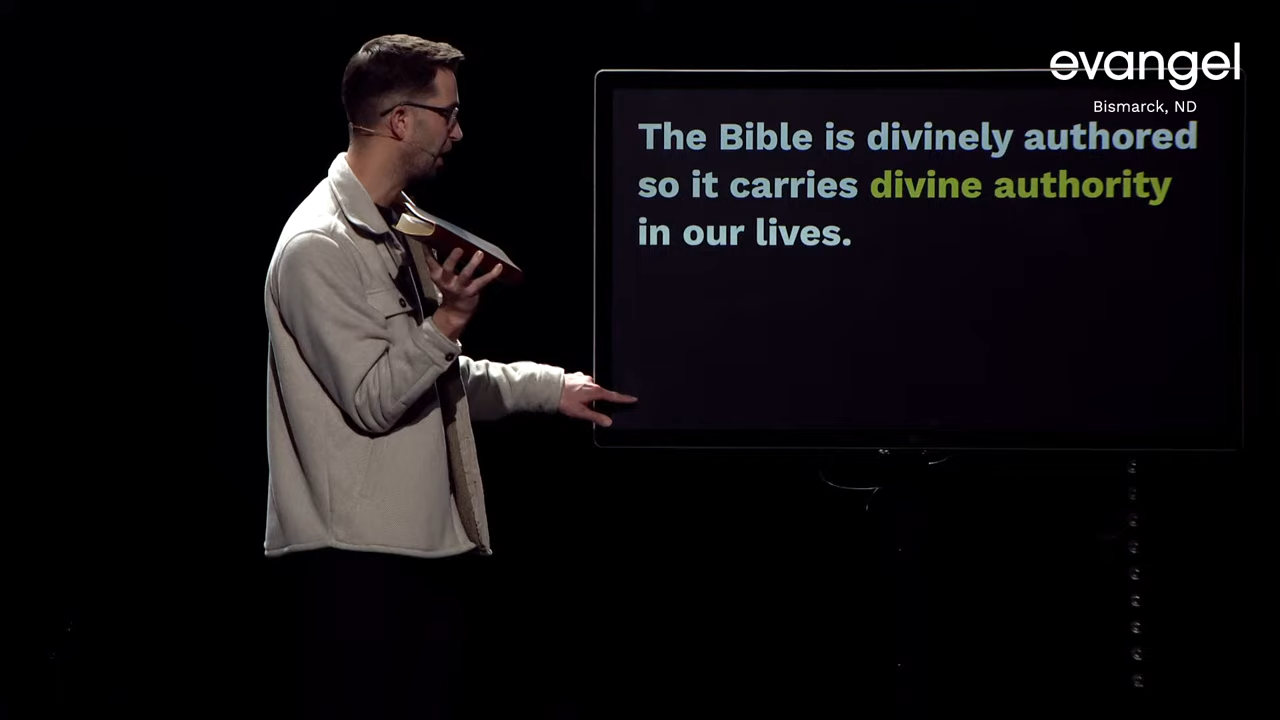 evangel
Bismarck, ND
The Bible is divinely authored
so it carries divine authority
in our lives.